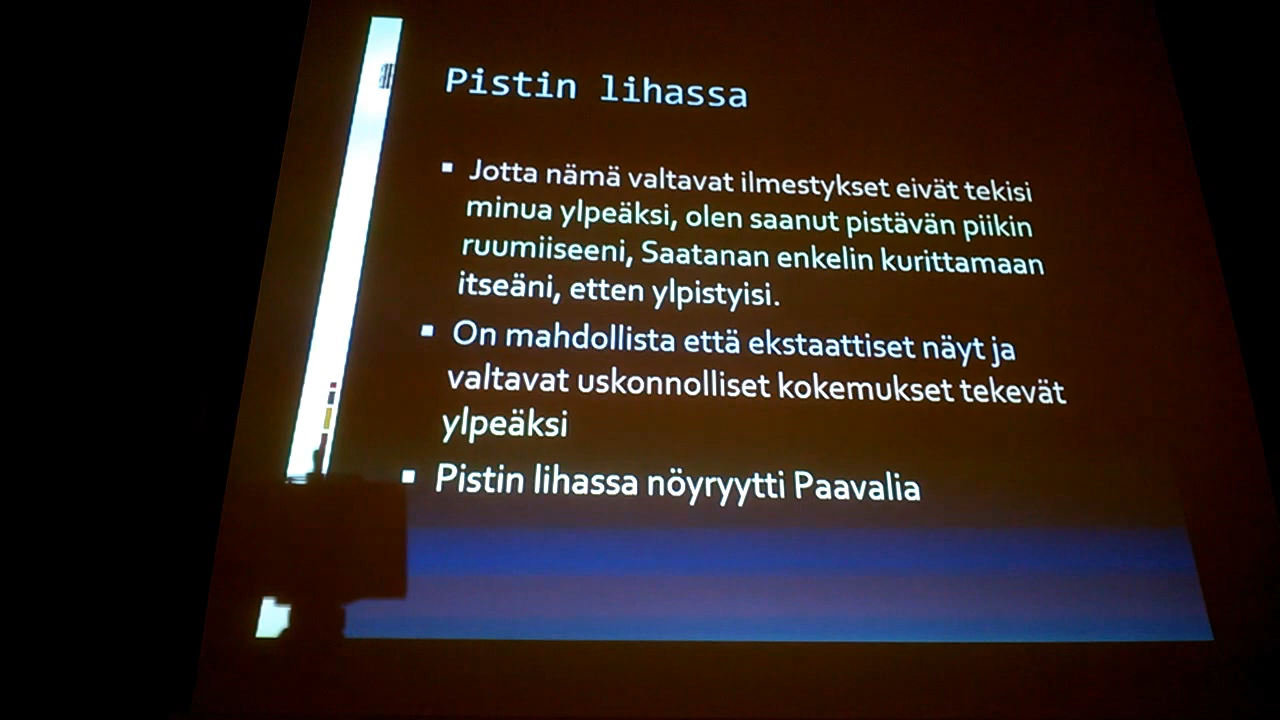 Pistin lihassa
▪ Jotta nämä valtavat ilmestykset eivät tekisi
minua ylpeäksi, olen saanut pistävän piikin
ruumiiseeni, Saatanan enkelin kurittamaan
itseäni, etten ylpistyisi.
▪ On mahdollista että ekstaattiset näyt ja
valtavat uskonnolliset kokemukset tekevät
ylpeäksi
▪ Pistin lihassa nöyryytti Paavalia